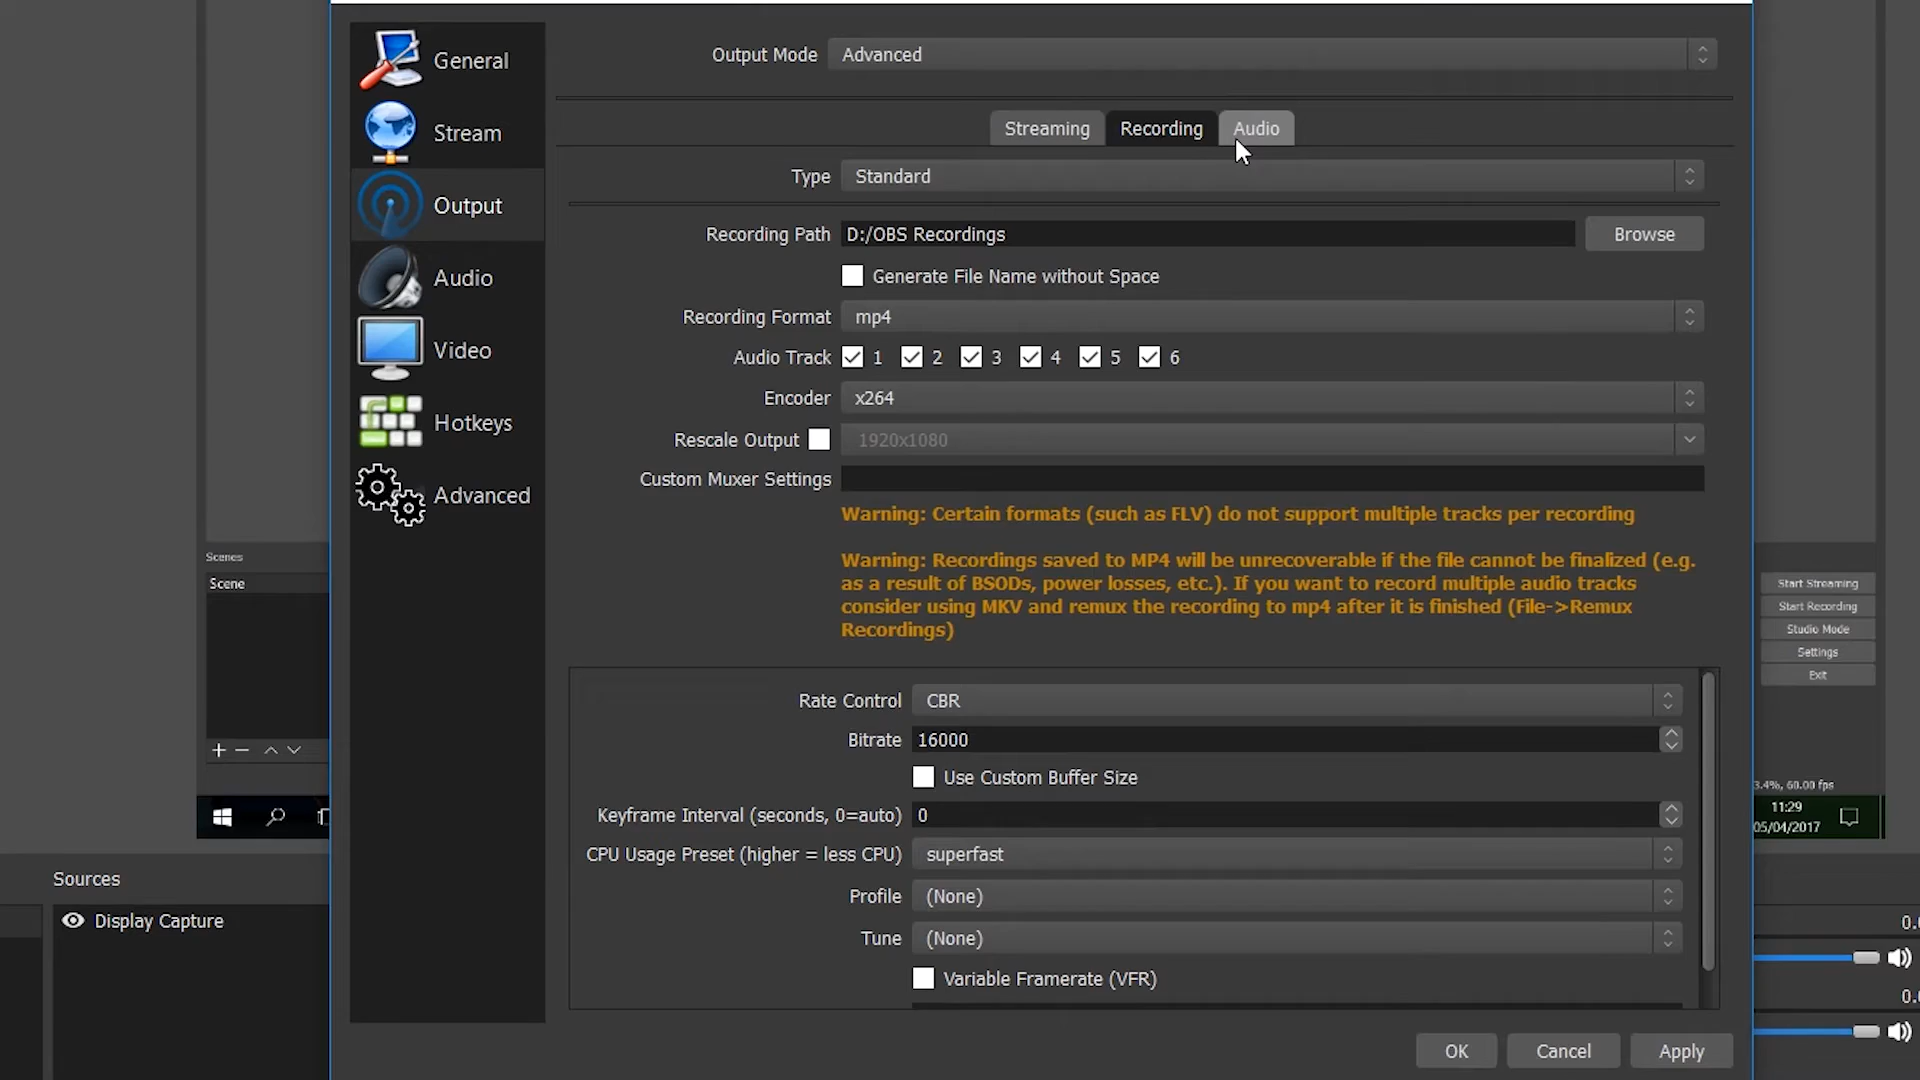 General
Stream
Output
Audio
Video
Hotkeys
Advanced
Output Mode Advanced
Streaming Recording Audio
Type Standard
Recording Path D:/OBS Recordings Browse
Generate File Name without Space
Recording Format mp4
Audio Track 1 2 3 4 5 6
Encoder x264
Rescale Output 1920x1080
Custom Muxer Settings
Warning: Certain formats (such as FLV) do not support multiple tracks per recording
Warning: Recordings saved to MP4 will be unrecoverable if the file cannot be finalized (e.g.
as a result of BSODs, power losses, etc.). If you want to record multiple audio tracks
consider using MKV and remux the recording to mp4 after it is finished (File->Remux
Recordings)
Rate Control CBR
Bitrate 16000
Use Custom Buffer Size
Keyframe Interval (seconds, 0=auto) 0
CPU Usage Preset (higher = less CPU) superfast
Profile (None)
Tune (None)
Variable Framerate (VFR)
OK Cancel Apply
Scenes
Scene
Sources
Display Capture
Start Streaming
Start Recording
Studio Mode
Settings
Exit
3.4%, 60.00 fps
11:29
05/04/2017
0.
0.